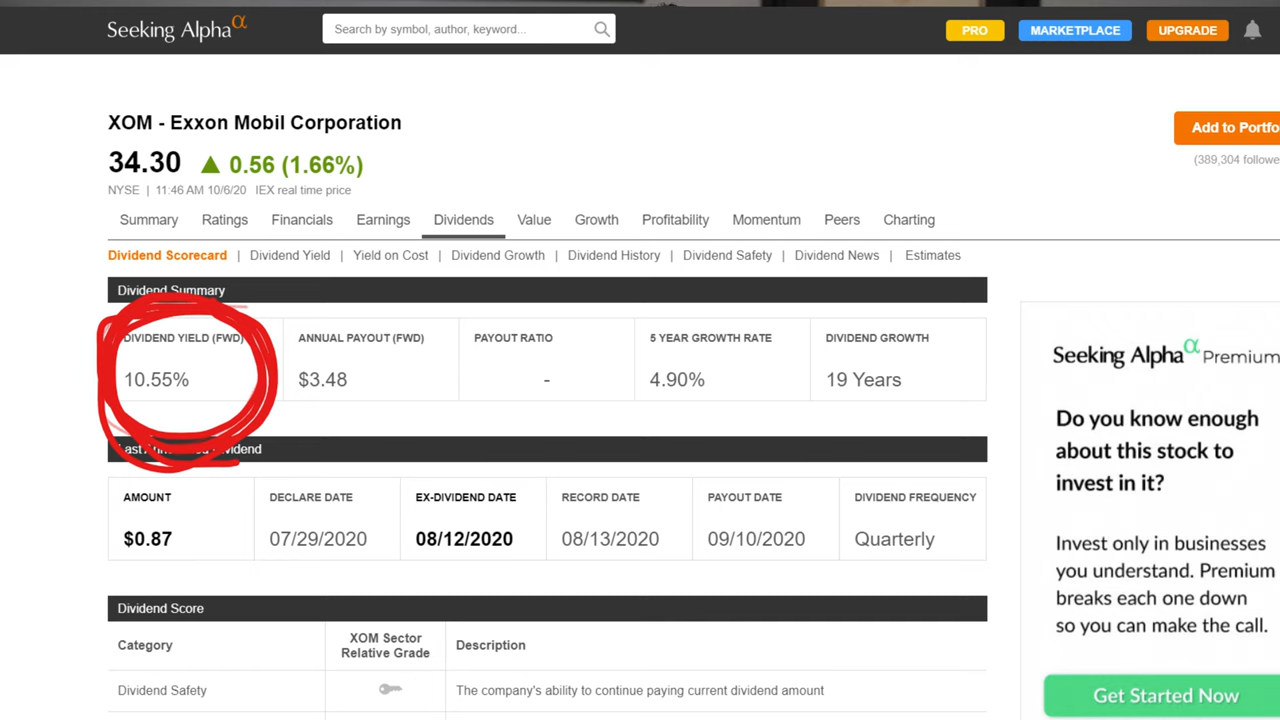 Seeking Alpha α
Search by symbol, author, keyword...
PRO
MARKETPLACE
UPGRADE
XOM - Exxon Mobil Corporation
Add to Portfo
34.30 ▲ 0.56 (1.66%)
(389,304 followe
NYSE | 11:46 AM 10/6/20 IEX real time price
Summary Ratings Financials Earnings Dividends Value Growth Profitability Momentum Peers Charting
Dividend Scorecard | Dividend Yield | Yield on Cost | Dividend Growth | Dividend History | Dividend Safety | Dividend News | Estimates
Dividend Summary
DIVIDEND YIELD (FWD) ANNUAL PAYOUT (FWD) PAYOUT RATIO 5 YEAR GROWTH RATE DIVIDEND GROWTH
10.55% $3.48 - 4.90% 19 Years
Last Announced Dividend
AMOUNT DECLARE DATE EX-DIVIDEND DATE RECORD DATE PAYOUT DATE DIVIDEND FREQUENCY
$0.87 07/29/2020 08/12/2020 08/13/2020 09/10/2020 Quarterly
Dividend Score
Category XOM Sector Relative Grade Description
Dividend Safety The company's ability to continue paying current dividend amount
Seeking Alpha α Premium
Do you know enough
about this stock to
invest in it?
Invest only in businesses
you understand. Premium
breaks each one down
so you can make the call.
Get Started Now